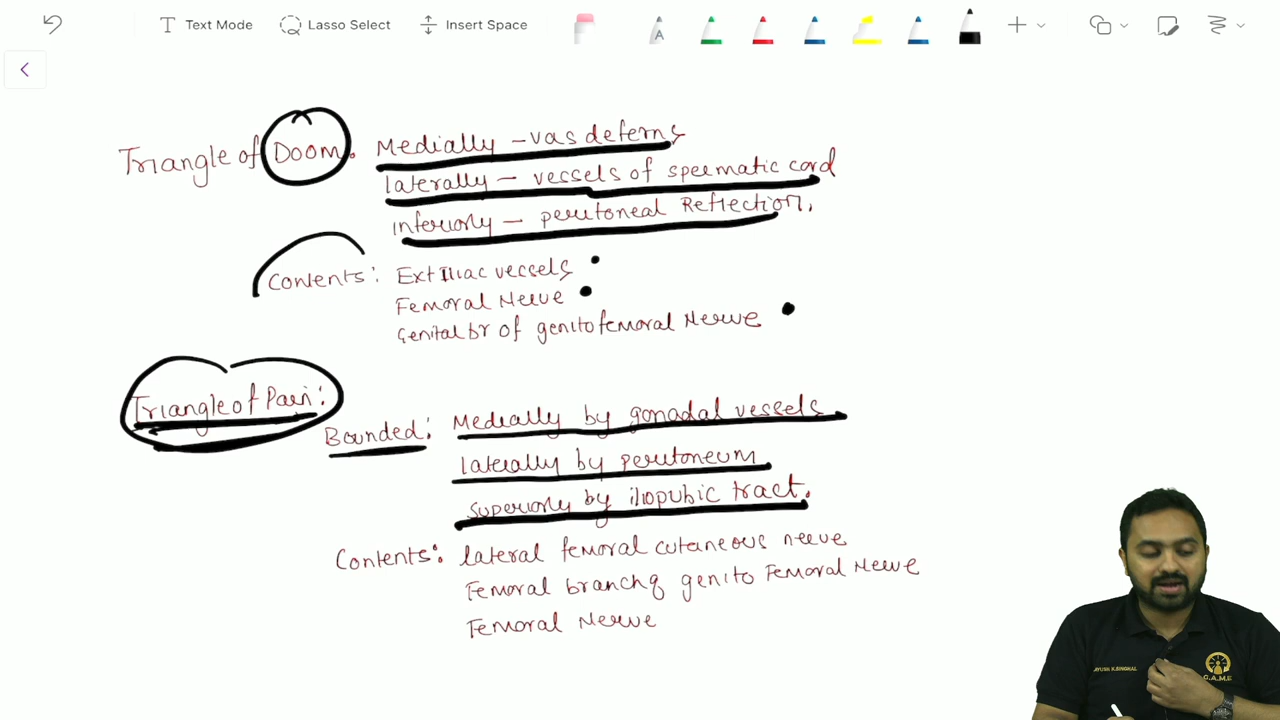 Text Mode
Lasso Select
Insert Space
Triangle of Doom. Medially - vas deferns
laterally - vessels of spermatic cord
inferiorly - peritoneal Reflection.
Contents: Ext Iliac vessels
Femoral Nerve
Genital br of genitofemoral Nerve
Triangle of Pain:
Bounded: Medially by gonadal vessels
laterally by peritoneum
superiorly by iliopubic tract.
Contents: lateral femoral cutaneous nerve
Femoral branch of genito Femoral Nerve
Femoral Nerve
AYUSH K.SINGHAL
G.A.M.E